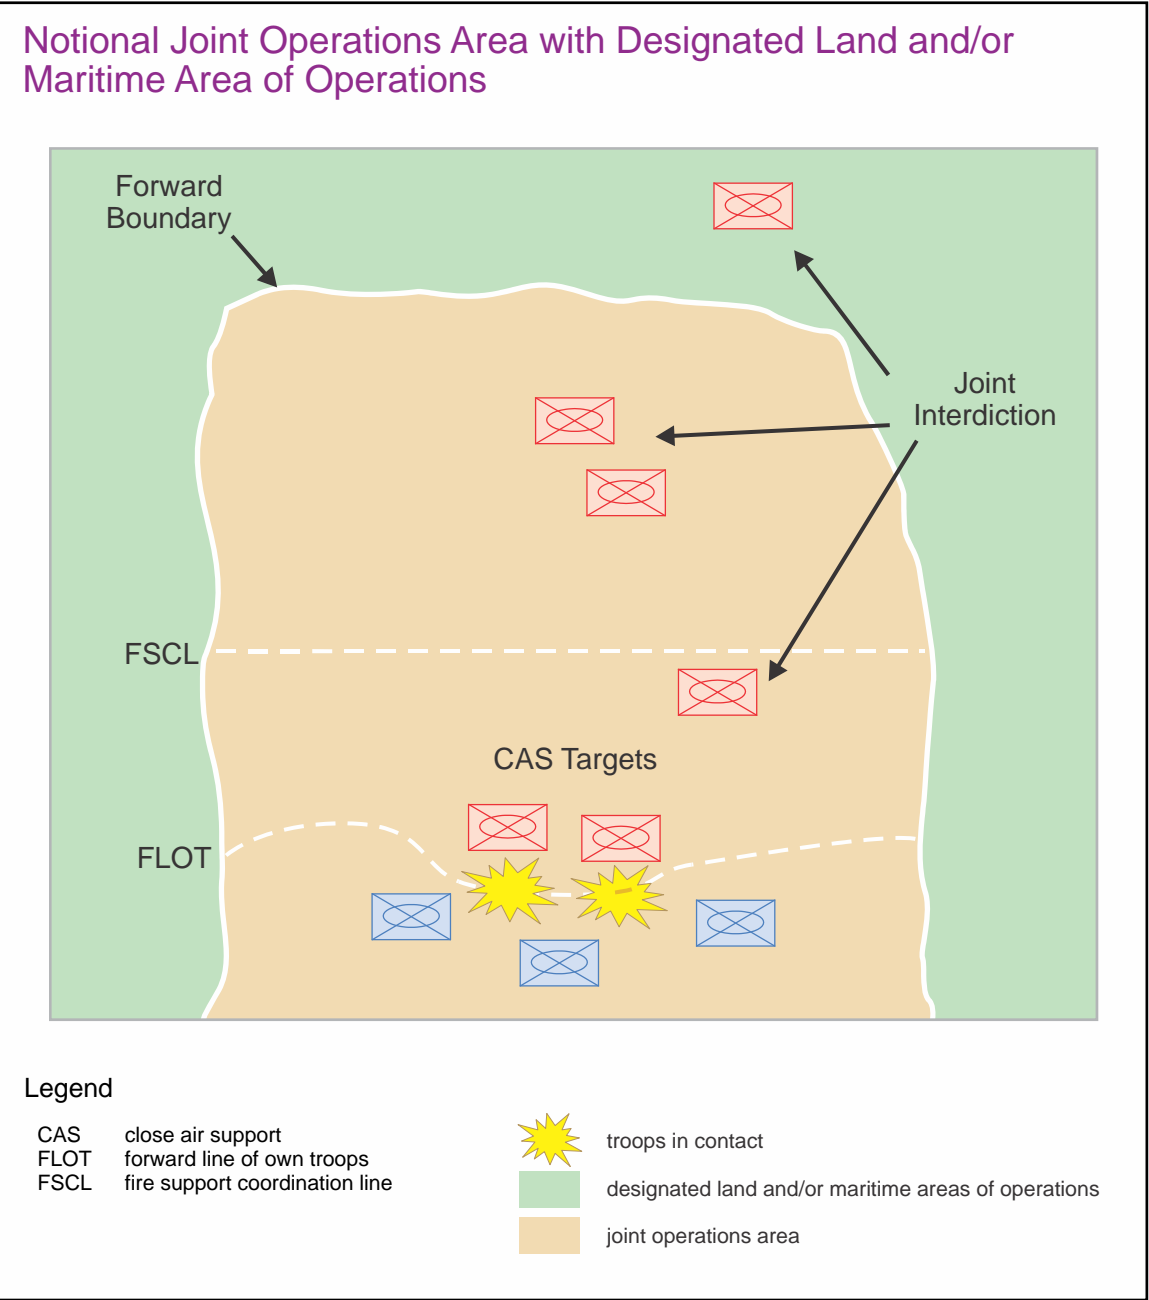 Notional Joint Operations Area with Designated Land and/or
Maritime Area of Operations
Forward
Boundary
Joint
Interdiction
FSCL
CAS Targets
FLOT
Legend
CAS close air support
FLOT forward line of own troops
FSCL fire support coordination line
troops in contact
designated land and/or maritime areas of operations
joint operations area